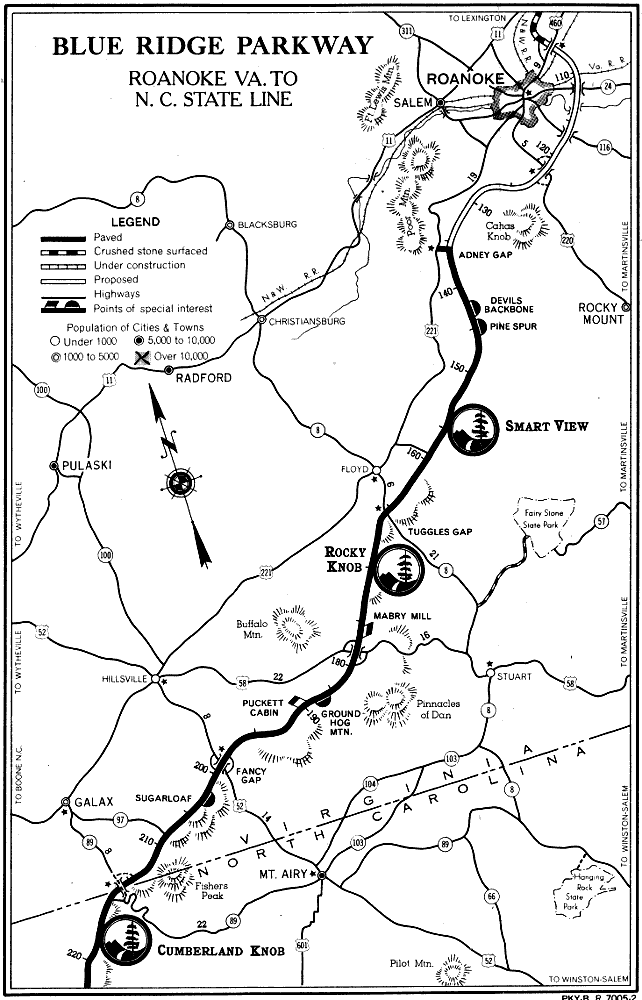 BLUE RIDGE PARKWAY
ROANOKE VA. TO
N. C. STATE LINE
TO LEXINGTON
311
11
460
N & W R. R.
6
ROANOKE
110
Va. R. R.
24
SALEM
Ft Lewis Mtn.
11
5
120
116
19
Poor Mtn.
130
Cahas
Knob
220
TO MARTINSVILLE
8
BLACKSBURG
LEGEND
Paved
Crushed stone surfaced
Under construction
Proposed
Highways
Points of special interest
Population of Cities & Towns
Under 1000
5,000 to 10,000
1000 to 5000
Over 10,000
N & W. R. R.
CHRISTIANSBURG
ADNEY GAP
140
DEVILS
BACKBONE
PINE SPUR
ROCKY
MOUNT
221
150
11
RADFORD
100
N
8
SMART VIEW
TO MARTINSVILLE
160
PULASKI
FLOYD
6
TO WYTHEVILLE
Fairy Stone
State Park
57
TUGGLES GAP
21
100
ROCKY
KNOB
8
221
MABRY MILL
16
TO MARTINSVILLE
52
Buffalo
Mtn.
180
TO WYTHEVILLE
HILLSVILLE
58
22
STUART
58
PUCKETT
CABIN
190
GROUND
HOG
MTN.
Pinnacles
of Dan
8
8
TO BOONE N.C.
200
FANCY
GAP
103
104
VIRGINIA
NORTH CAROLINA
8
GALAX
SUGARLOAF
52
14
97
210
103
89
8
89
TO WINSTON-SALEM
MT. AIRY
Fishers
Peak
Hanging
Rock
State
Park
66
22
89
CUMBERLAND KNOB
601
220
Pilot Mtn.
52
TO WINSTON-SALEM
PKY-B. R. 7005-2